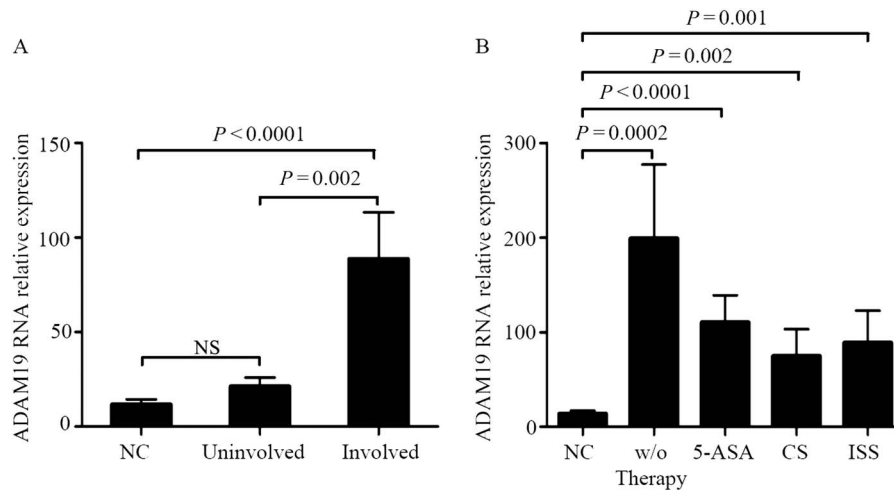 A
ADAM19 RNA relative expression
150
100
50
0
P < 0.0001
P = 0.002
NS
NC
Uninvolved
Involved
B
ADAM19 RNA relative expression
300
200
100
0
P = 0.001
P = 0.002
P < 0.0001
P = 0.0002
NC
w/o
Therapy
5-ASA
CS
ISS